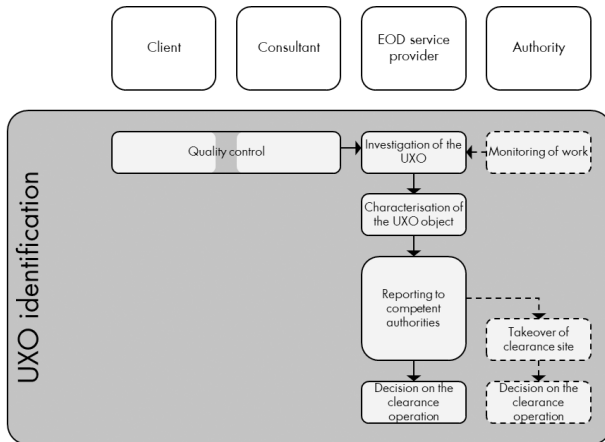 Client
Consultant
EOD service
provider
Authority
UXO identification
Quality control
Investigation of the
UXO
Monitoring of work
Characterisation of
the UXO object
Reporting to
competent
authorities
Takeover of
clearance site
Decision on the
clearance
operation
Decision on the
clearance
operation